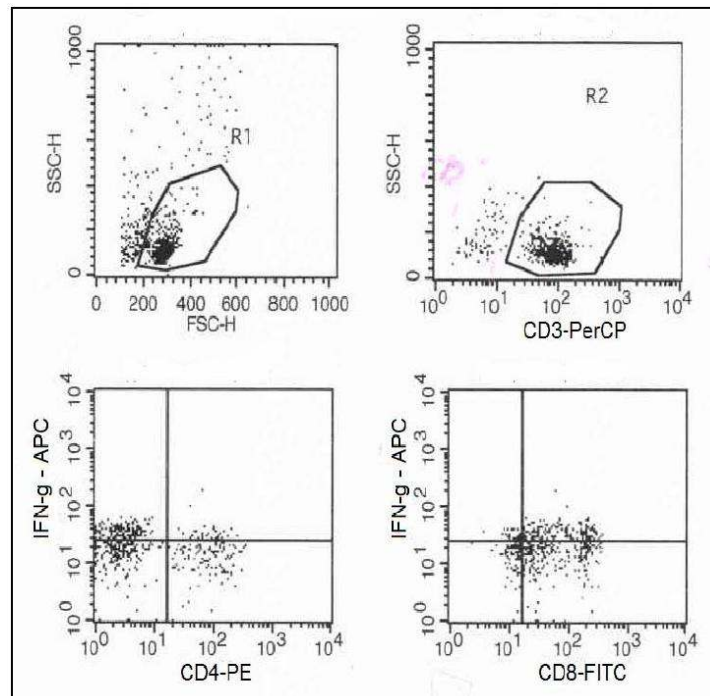 1000
SSC-H
R1
0
0 200 400 600 800 1000
FSC-H
1000
SSC-H
R2
0
10^0 10^1 10^2 10^3 10^4
CD3-PerCP
10^4
10^3
10^2
10^1
10^0
IFN-g - APC
10^0 10^1 10^2 10^3 10^4
CD4-PE
10^4
10^3
10^2
10^1
10^0
IFN-g - APC
10^0 10^1 10^2 10^3 10^4
CD8-FITC